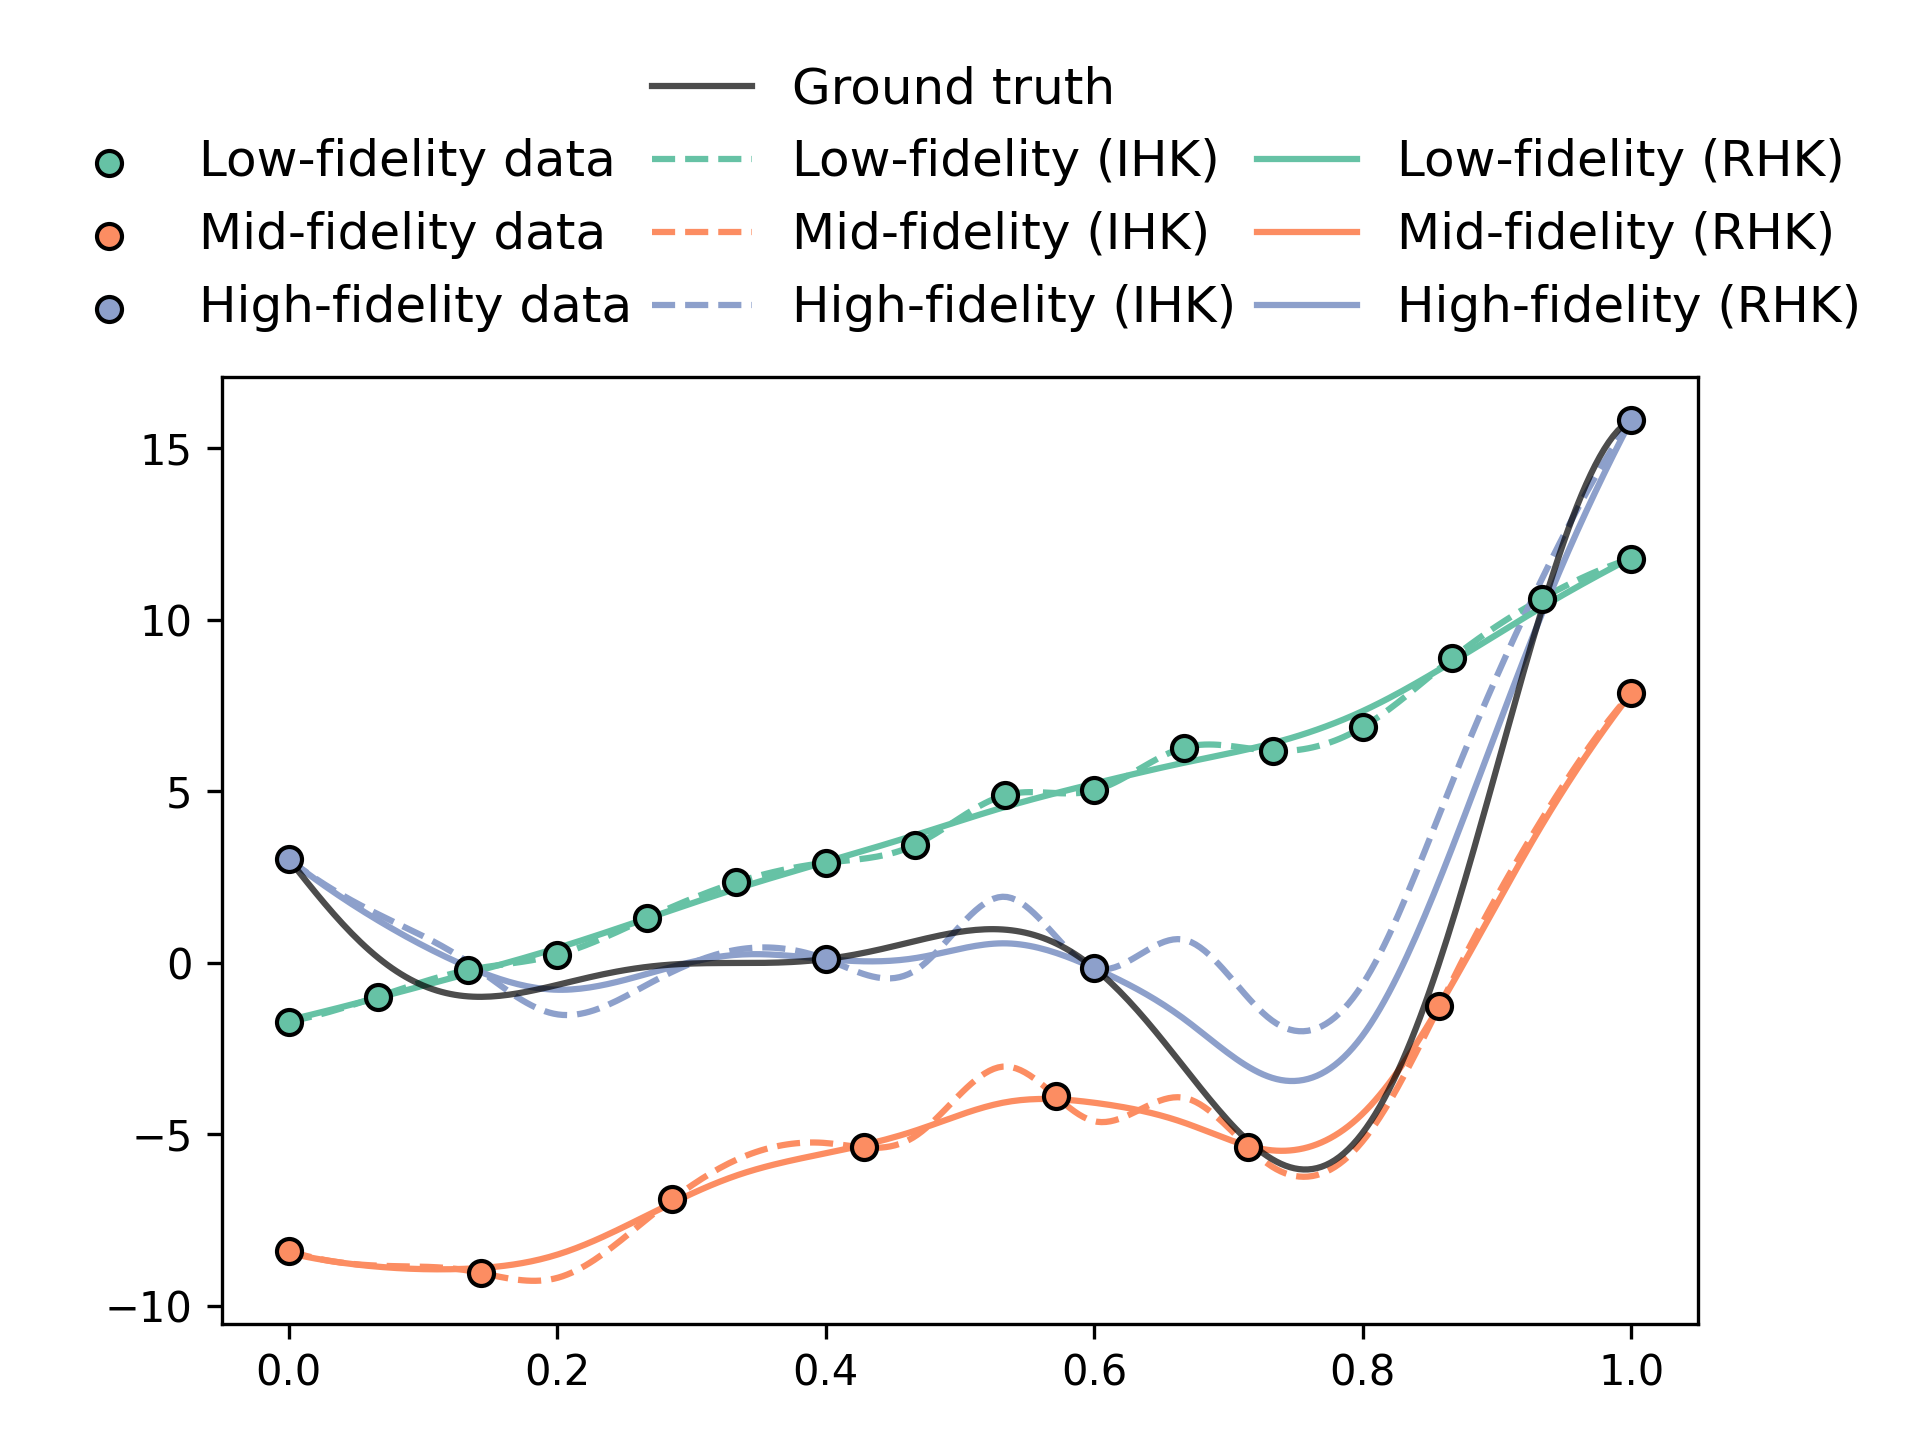 Ground truth
Low-fidelity data Low-fidelity (IHK) Low-fidelity (RHK)
Mid-fidelity data Mid-fidelity (IHK) Mid-fidelity (RHK)
High-fidelity data High-fidelity (IHK) High-fidelity (RHK)
15
10
5
0
−5
−10
0.0 0.2 0.4 0.6 0.8 1.0